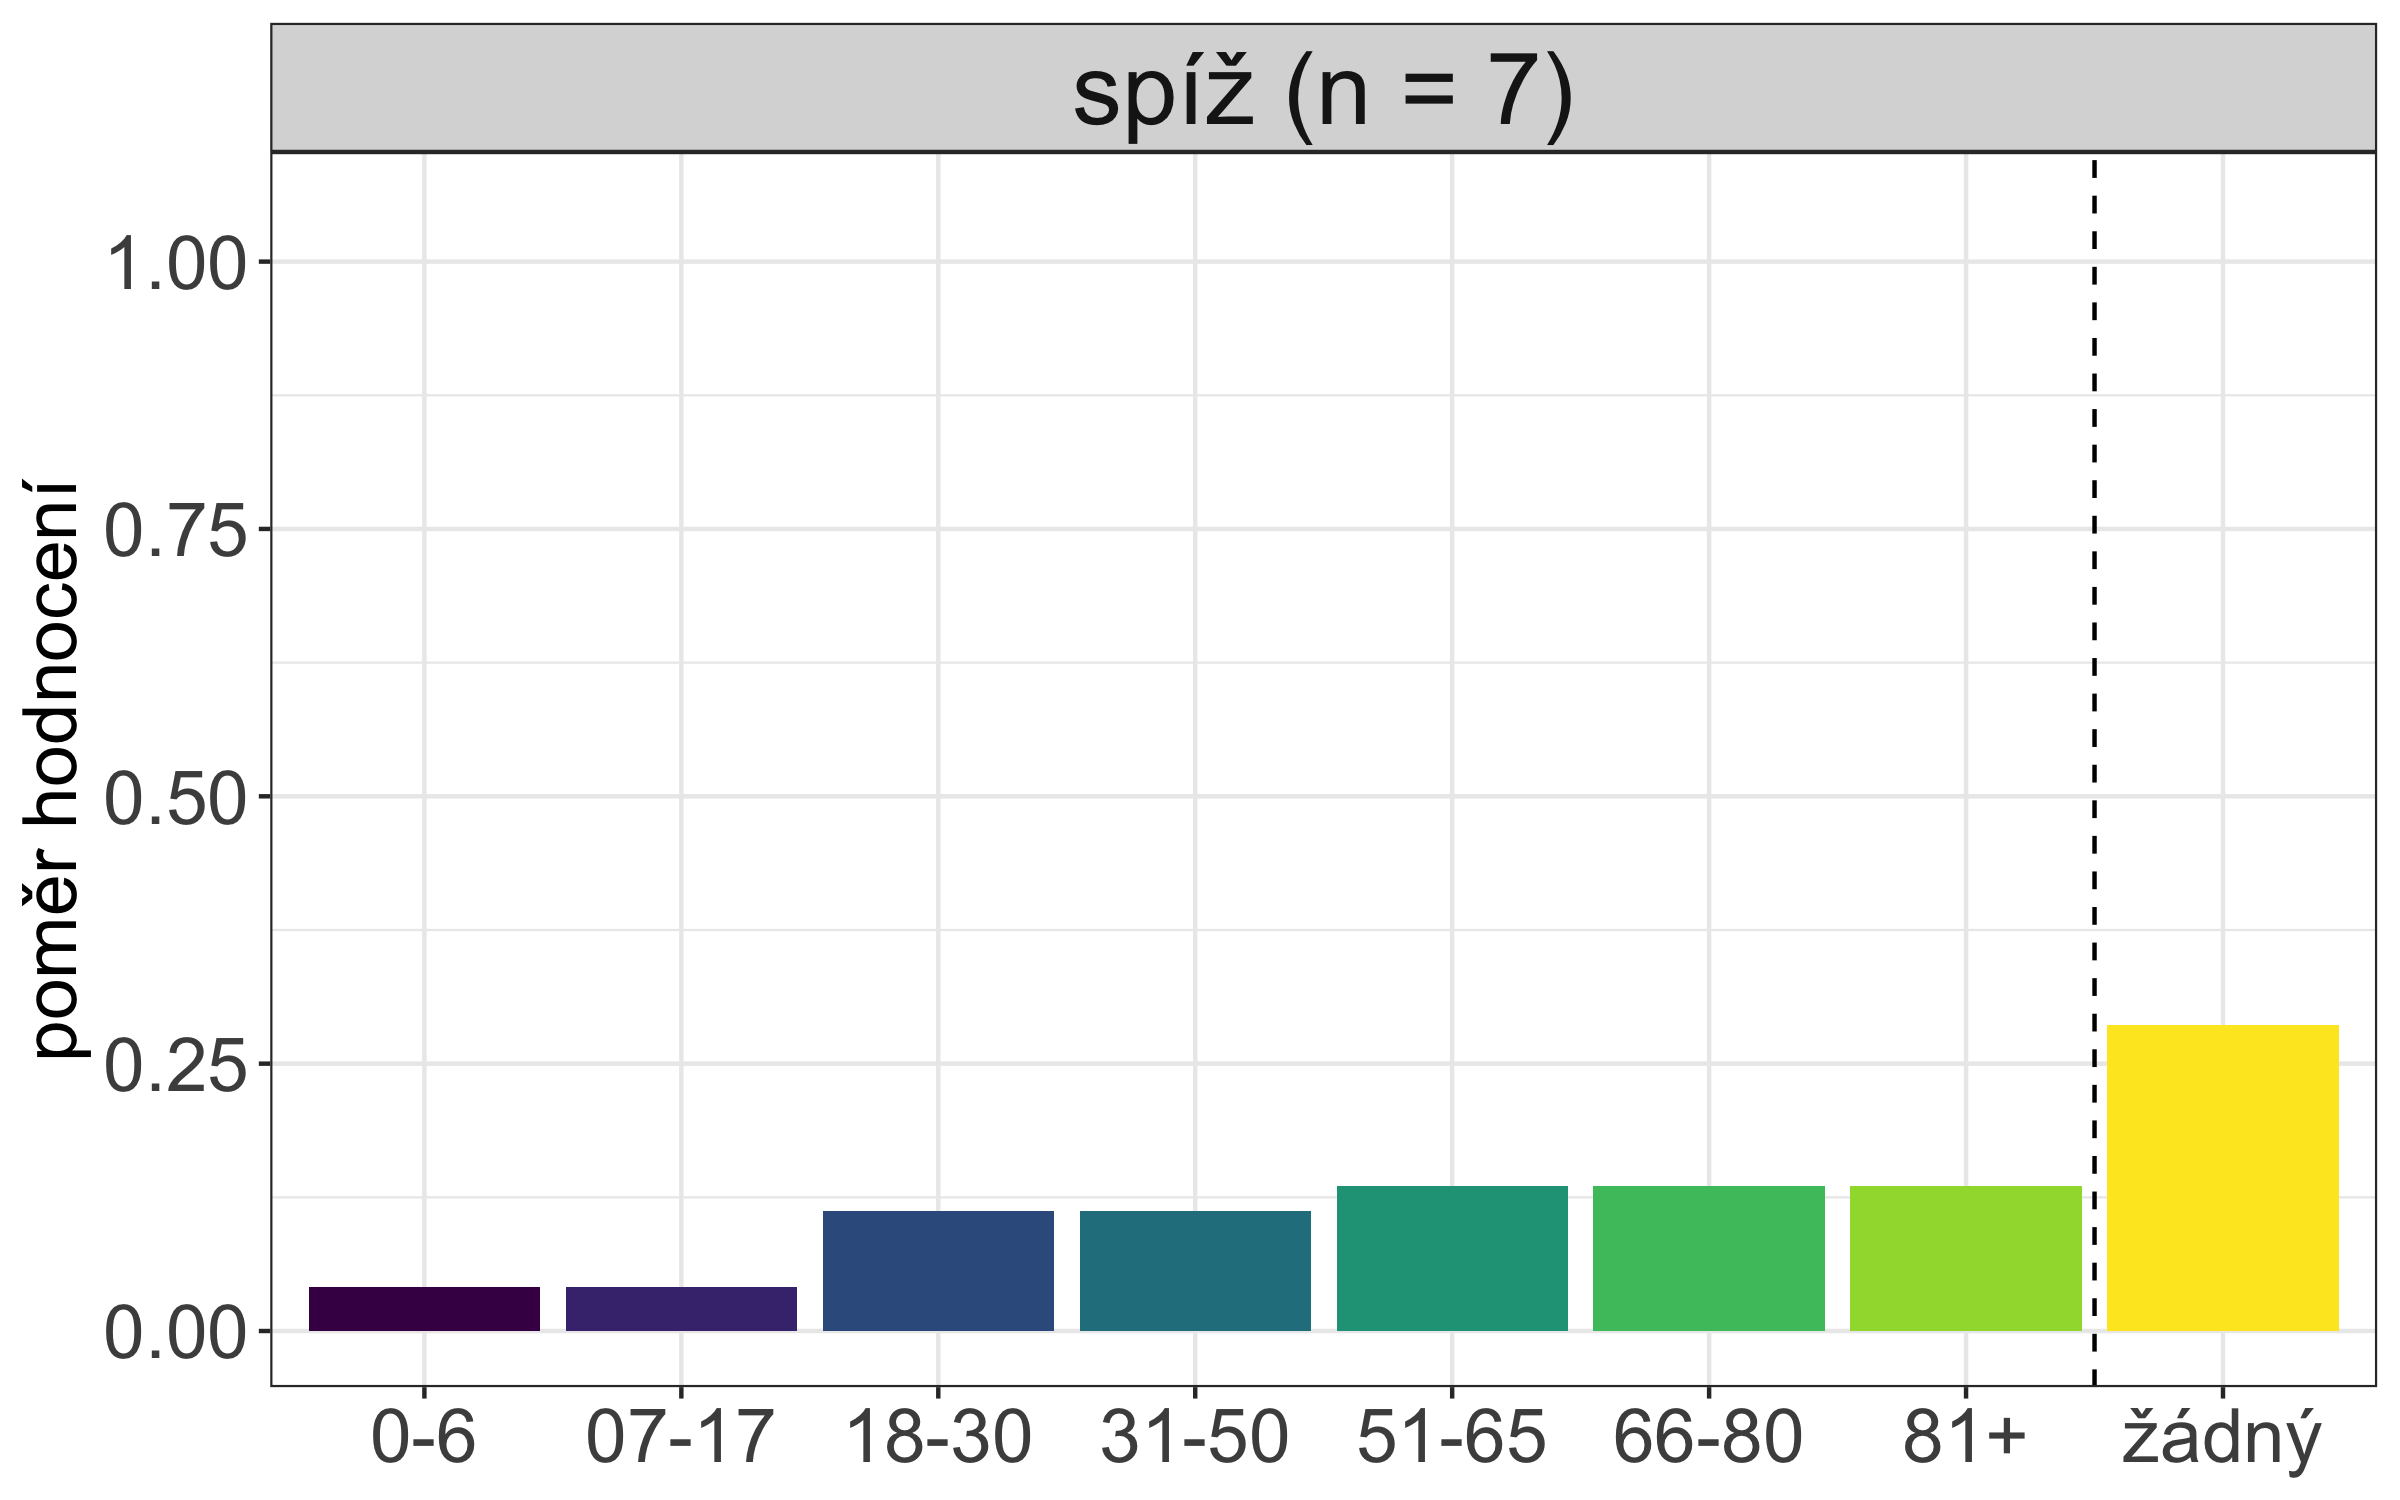 spíž (n = 7)
poměr hodnocení
1.00
0.75
0.50
0.25
0.00
0-6 07-17 18-30 31-50 51-65 66-80 81+ žádný